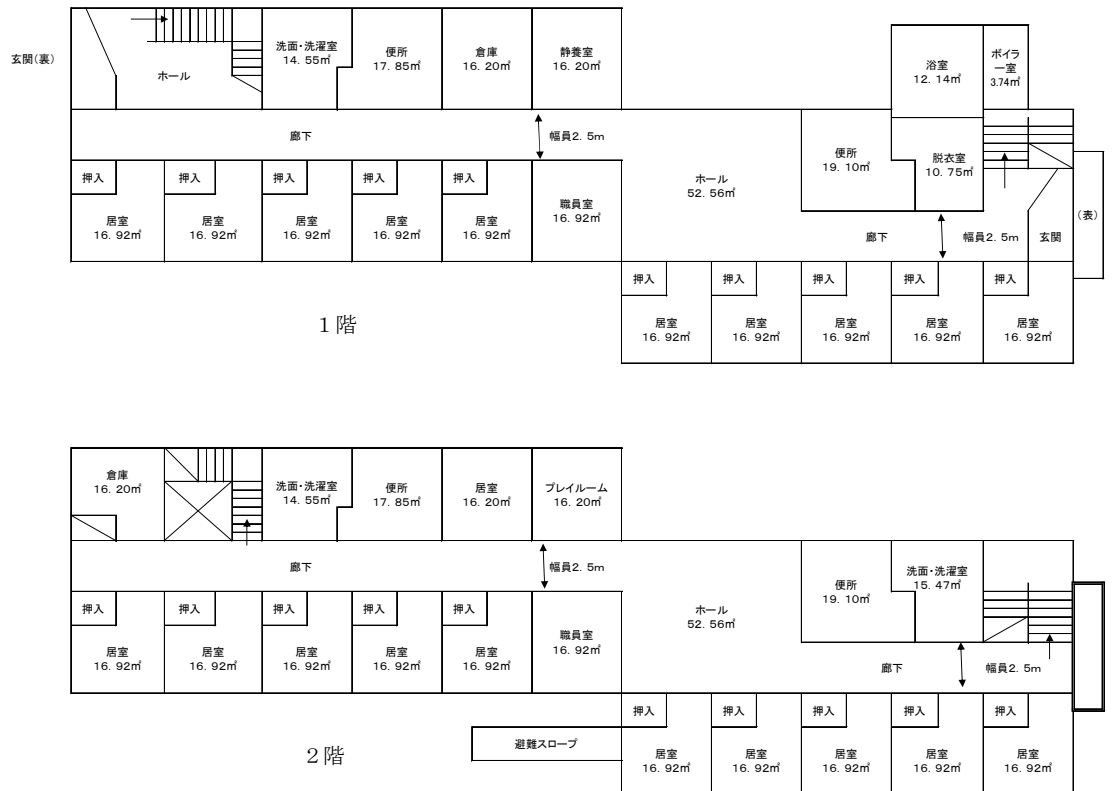 玄関(裏)
ホール
洗面・洗濯室
14．55㎡
便所
17．85㎡
倉庫
16．20㎡
静養室
16．20㎡
浴室
12．14㎡
ボイラ
ー室
3.74㎡
廊下
幅員2．5m
ホール
52．56㎡
便所
19．10㎡
脱衣室
10．75㎡
押入
押入
押入
押入
押入
居室
16．92㎡
居室
16．92㎡
居室
16．92㎡
居室
16．92㎡
居室
16．92㎡
職員室
16．92㎡
廊下
幅員2．5m
玄関
(表)
押入
押入
押入
押入
押入
居室
16．92㎡
居室
16．92㎡
居室
16．92㎡
居室
16．92㎡
居室
16．92㎡
１階
倉庫
16．20㎡
洗面・洗濯室
14．55㎡
便所
17．85㎡
居室
16．20㎡
プレイルーム
16．20㎡
廊下
幅員2．5m
ホール
52．56㎡
便所
19．10㎡
洗面・洗濯室
15．47㎡
押入
押入
押入
押入
押入
居室
16．92㎡
居室
16．92㎡
居室
16．92㎡
居室
16．92㎡
居室
16．92㎡
職員室
16．92㎡
廊下
幅員2．5m
押入
押入
押入
押入
押入
避難スロープ
居室
16．92㎡
居室
16．92㎡
居室
16．92㎡
居室
16．92㎡
居室
16．92㎡
２階